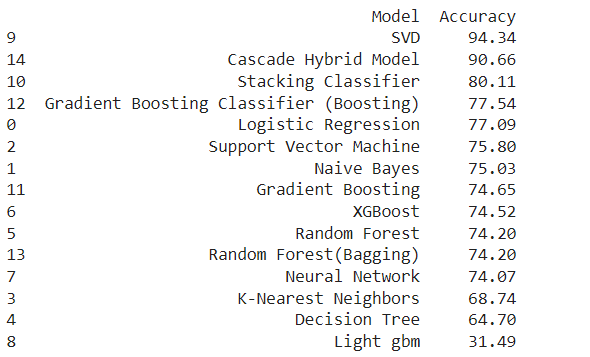 Model Accuracy
9 SVD 94.34
14 Cascade Hybrid Model 90.66
10 Stacking Classifier 80.11
12 Gradient Boosting Classifier (Boosting) 77.54
0 Logistic Regression 77.09
2 Support Vector Machine 75.80
1 Naive Bayes 75.03
11 Gradient Boosting 74.65
6 XGBoost 74.52
5 Random Forest 74.20
13 Random Forest(Bagging) 74.20
7 Neural Network 74.07
3 K-Nearest Neighbors 68.74
4 Decision Tree 64.70
8 Light gbm 31.49